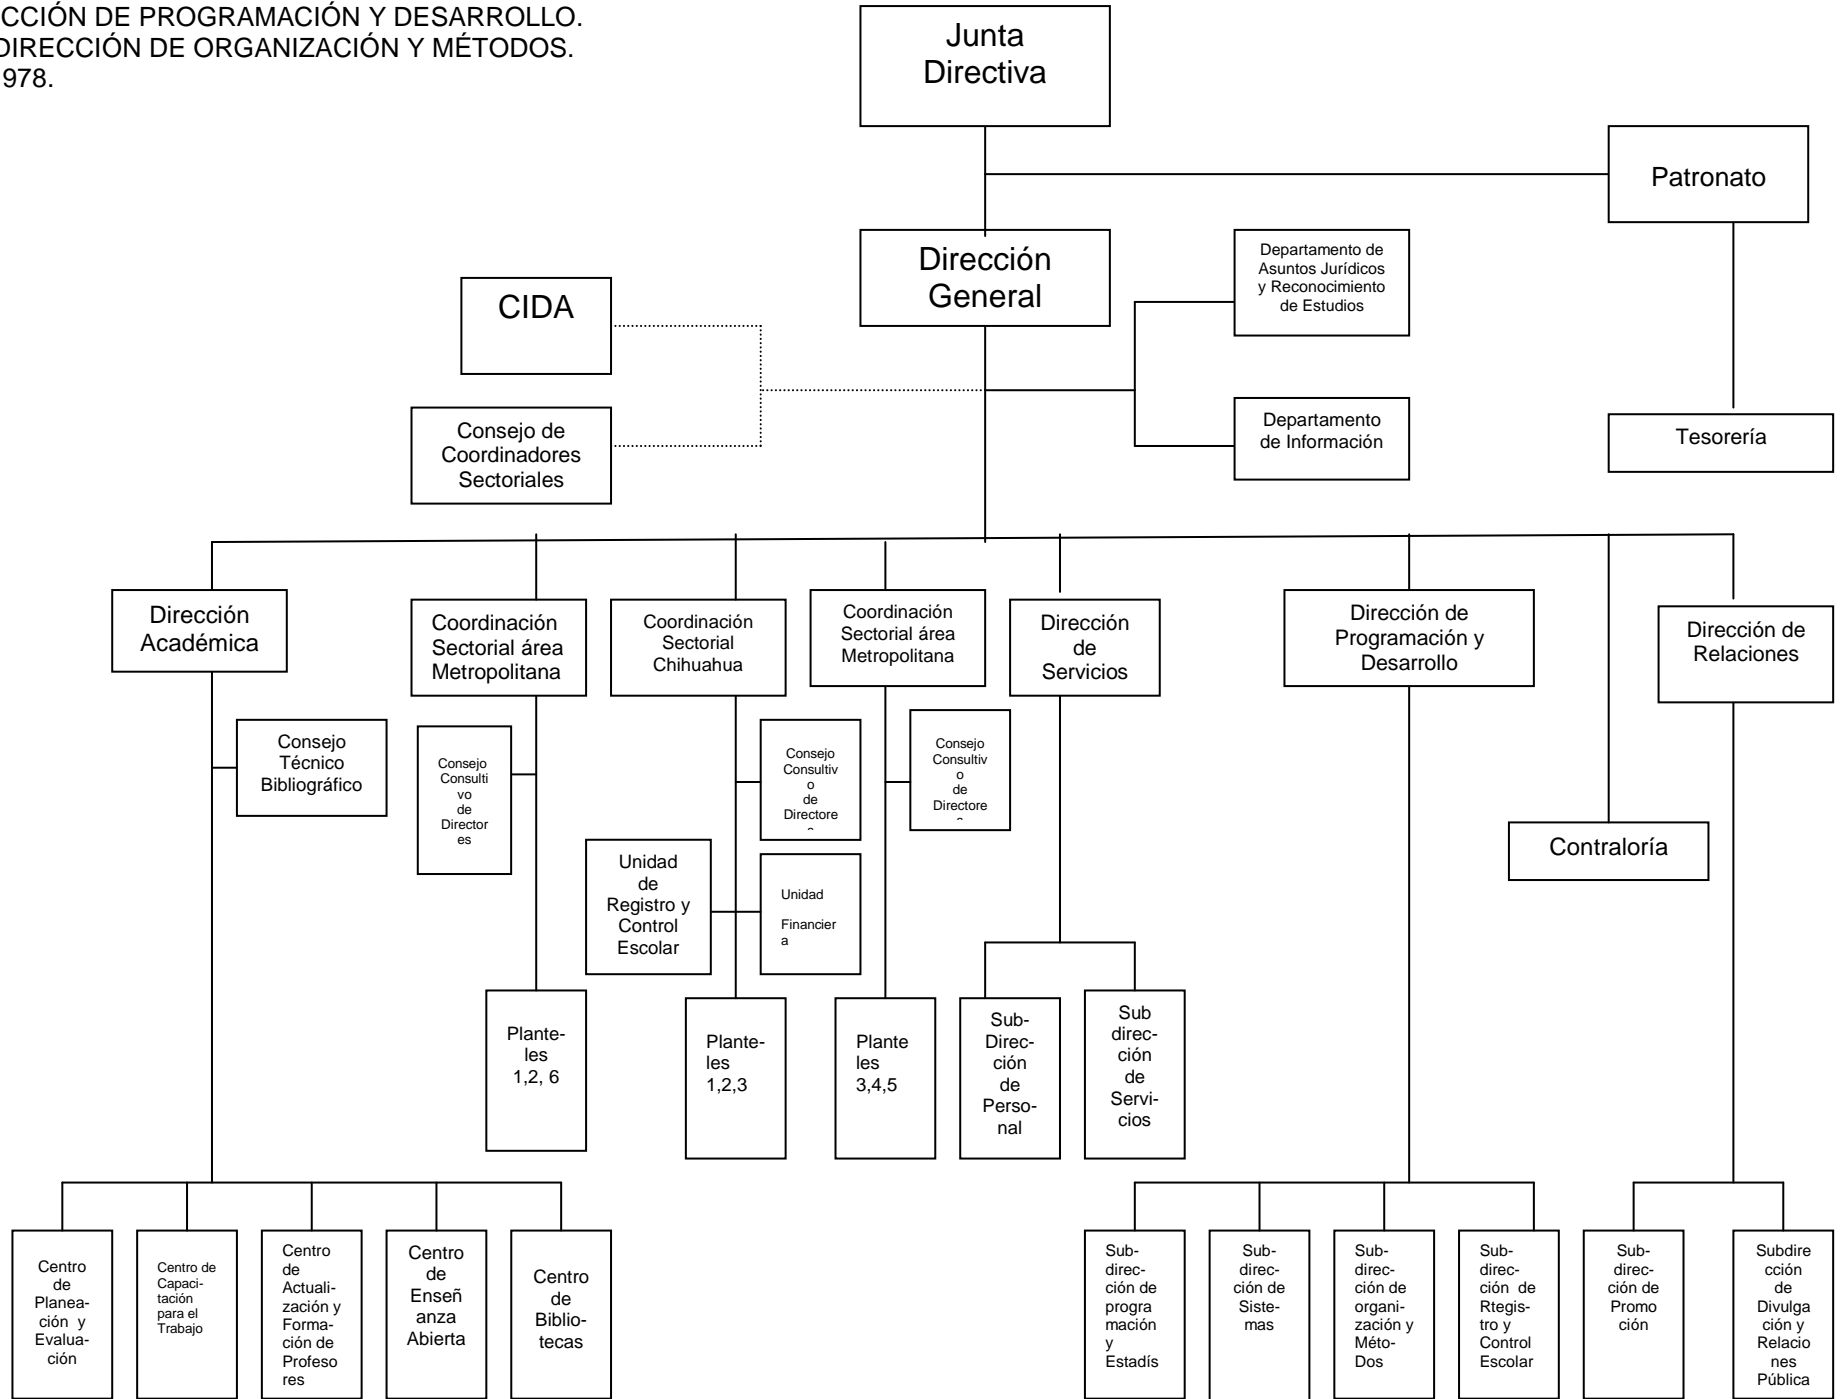 CCIÓN DE PROGRAMACIÓN Y DESARROLLO.
DIRECCIÓN DE ORGANIZACIÓN Y MÉTODOS.
978.
Junta
Directiva
Patronato
Dirección
General
Departamento de
Asuntos Jurídicos
y Reconocimiento
de Estudios
CIDA
Consejo de
Coordinadores
Sectoriales
Departamento
de Información
Tesorería
Dirección
Académica
Coordinación
Sectorial área
Metropolitana
Coordinación
Sectorial
Chihuahua
Coordinación
Sectorial área
Metropolitana
Dirección
de
Servicios
Dirección de
Programación y
Desarrollo
Dirección de
Relaciones
Consejo
Técnico
Bibliográfico
Consejo
Consulti
vo
de
Director
es
Consejo
Consultiv
o
de
Directore
Consejo
Consultiv
o
de
Directore
Contraloría
Unidad
de
Registro y
Control
Escolar
Unidad
Financier
a
Plante-
les
1,2, 6
Plante-
les
1,2,3
Plante
les
3,4,5
Sub-
Direc-
ción
de
Perso-
nal
Sub
direc-
ción
de
Servi-
cios
Centro
de
Planea-
ción y
Evalua-
ción
Centro de
Capaci-
tación
para el
Trabajo
Centro
de
Actuali-
zación y
Forma-
ción de
Profeso
res
Centro
de
Enseñ
anza
Abierta
Centro
de
Biblio-
tecas
Sub-
direc-
ción de
progra
mación
y
Estadís
Sub-
direc-
ción de
Siste-
mas
Sub-
direc-
ción de
organi-
zación y
Méto-
Dos
Sub-
direc-
ción de
Rtegis-
tro y
Control
Escolar
Sub-
direc-
ción de
Promo
ción
Subdire
cción
de
Divulga
ción y
Relacio
nes
Pública